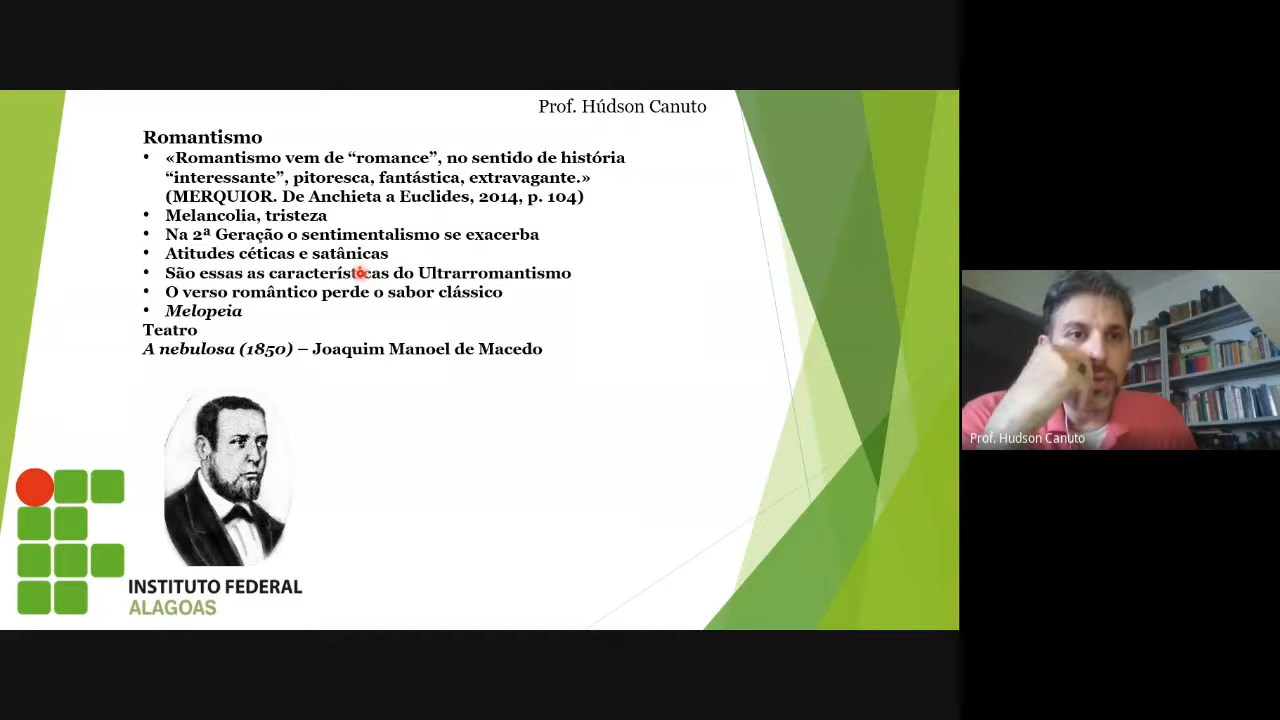 Prof. Húdson Canuto
Romantismo
• «Romantismo vem de “romance”, no sentido de história
“interessante”, pitoresca, fantástica, extravagante.»
(MERQUIOR. De Anchieta a Euclides, 2014, p. 104)
• Melancolia, tristeza
• Na 2ª Geração o sentimentalismo se exacerba
• Atitudes céticas e satânicas
• São essas as características do Ultrarromantismo
• O verso romântico perde o sabor clássico
• Melopeia
Teatro
A nebulosa (1850) – Joaquim Manoel de Macedo
INSTITUTO FEDERAL
ALAGOAS
Prof. Hudson Canuto